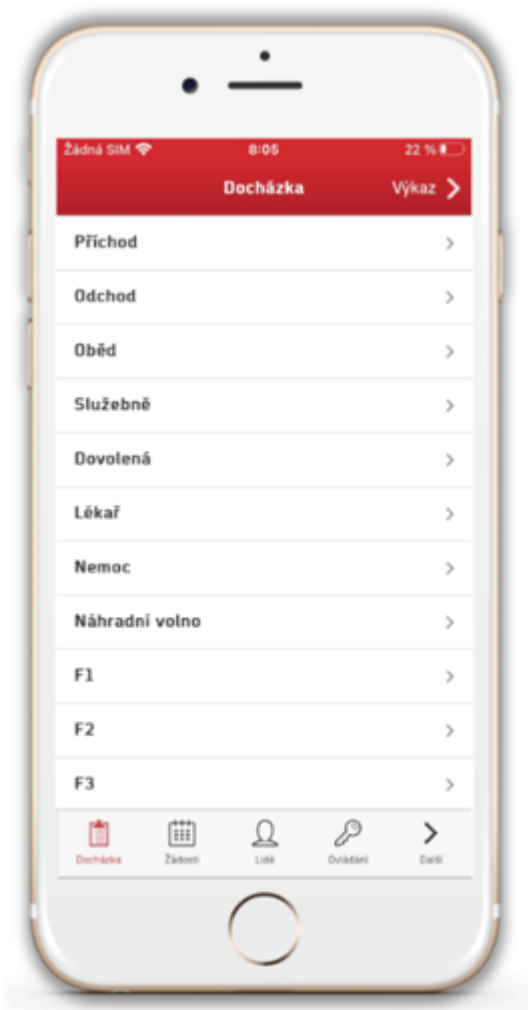 Žádná SIM 8:05 22 %
Docházka Výkaz
Příchod
Odchod
Oběd
Služebně
Dovolená
Lékař
Nemoc
Náhradní volno
F1
F2
F3
Docházka Žádosti Lidé Ovládání Další